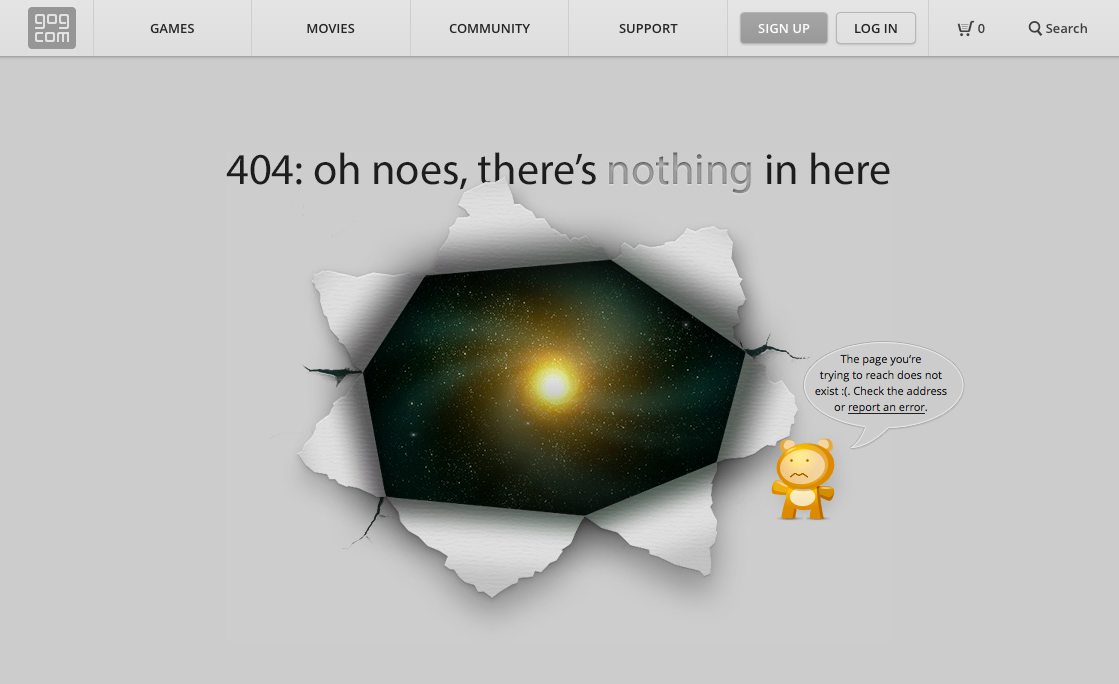 gog
com
GAMES
MOVIES
COMMUNITY
SUPPORT
SIGN UP
LOG IN
0
Search
404: oh noes, there’s nothing in here
The page you’re
trying to reach does not
exist :(. Check the address
or report an error.